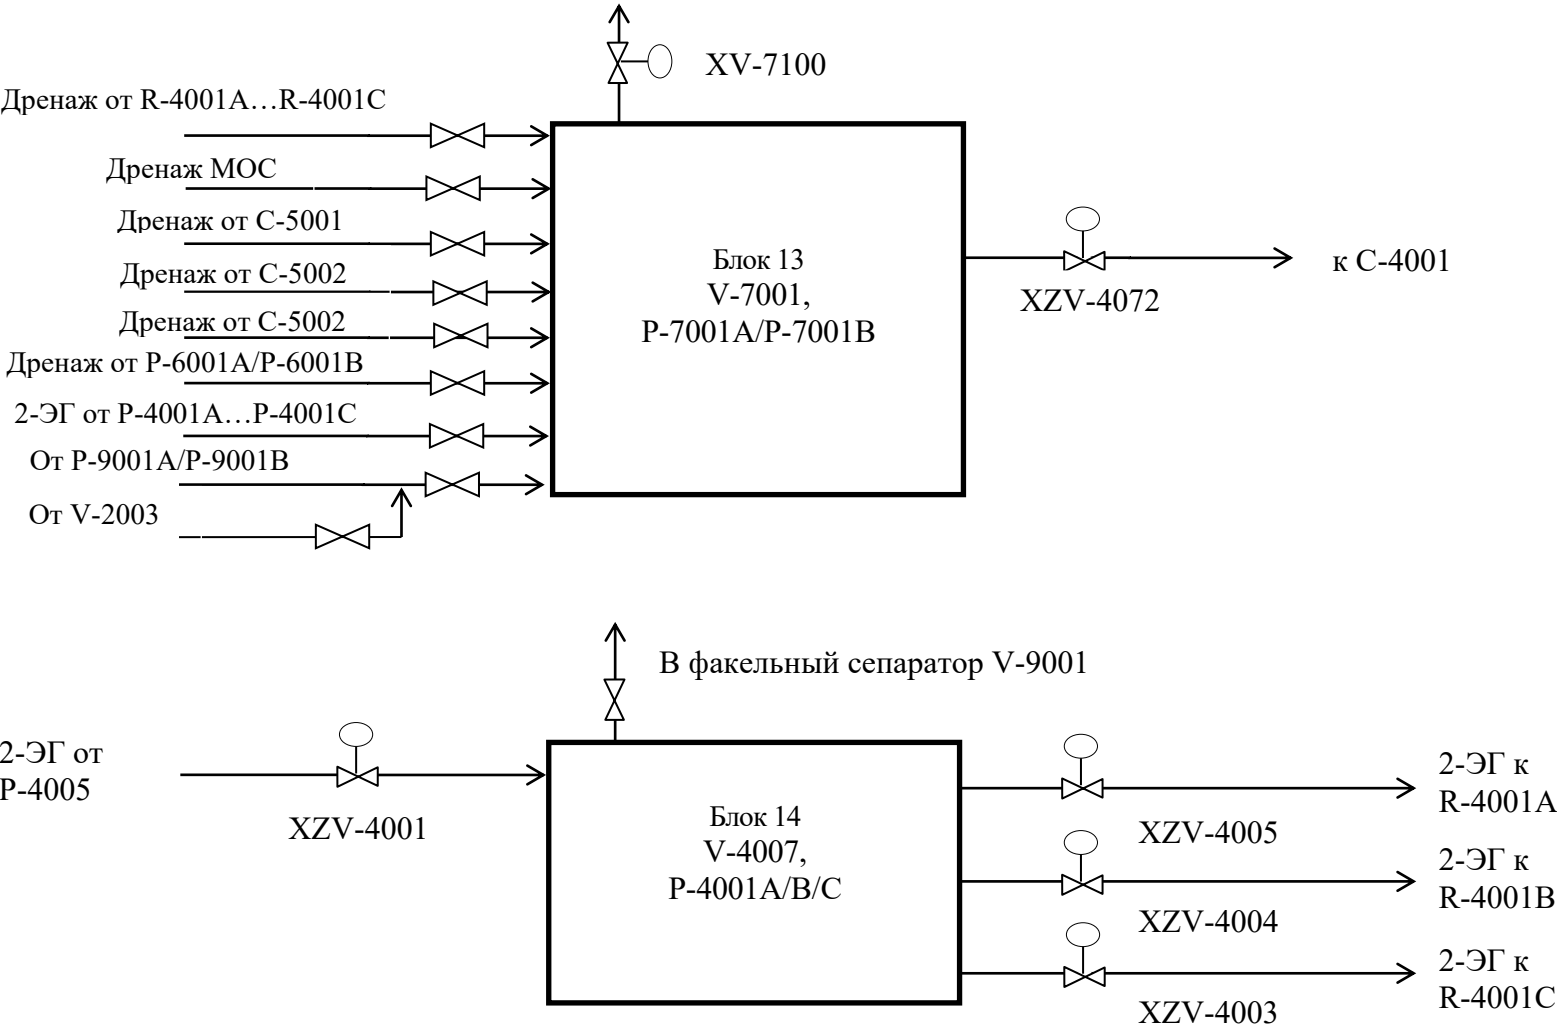 XV-7100
Дренаж от R-4001A…R-4001C
Дренаж МОС
Дренаж от С-5001
Дренаж от С-5002
Дренаж от С-5002
Дренаж от Р-6001А/Р-6001В
2-ЭГ от Р-4001А…Р-4001С
От Р-9001А/Р-9001В
От V-2003
Блок 13
V-7001,
Р-7001А/Р-7001В
XZV-4072
к С-4001
В факельный сепаратор V-9001
2-ЭГ от
Р-4005
XZV-4001
Блок 14
V-4007,
Р-4001А/В/С
XZV-4005
2-ЭГ к
R-4001A
XZV-4004
2-ЭГ к
R-4001B
XZV-4003
2-ЭГ к
R-4001C